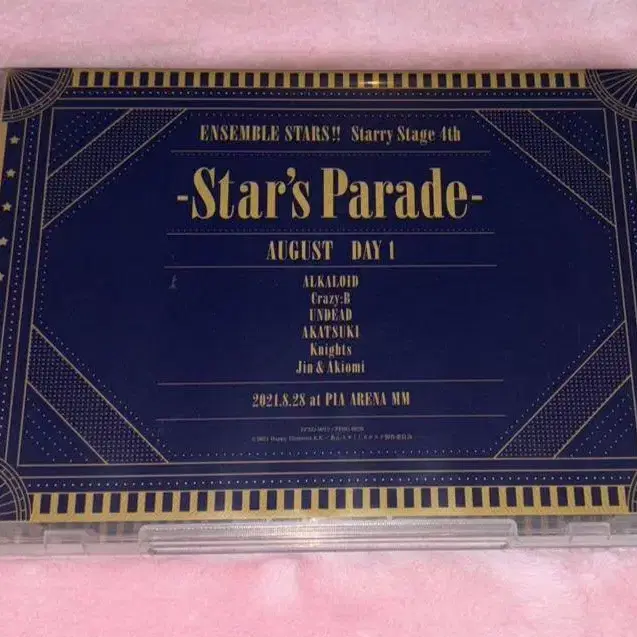 ENSEMBLE STARS!! Starry Stage 4th
-Star's Parade-
AUGUST DAY 1
ALKALOID
Crazy:B
UNDEAD
AKATSUKI
Knights
Jin & Akiomi
2021.8.28 at PIA ARENA MM